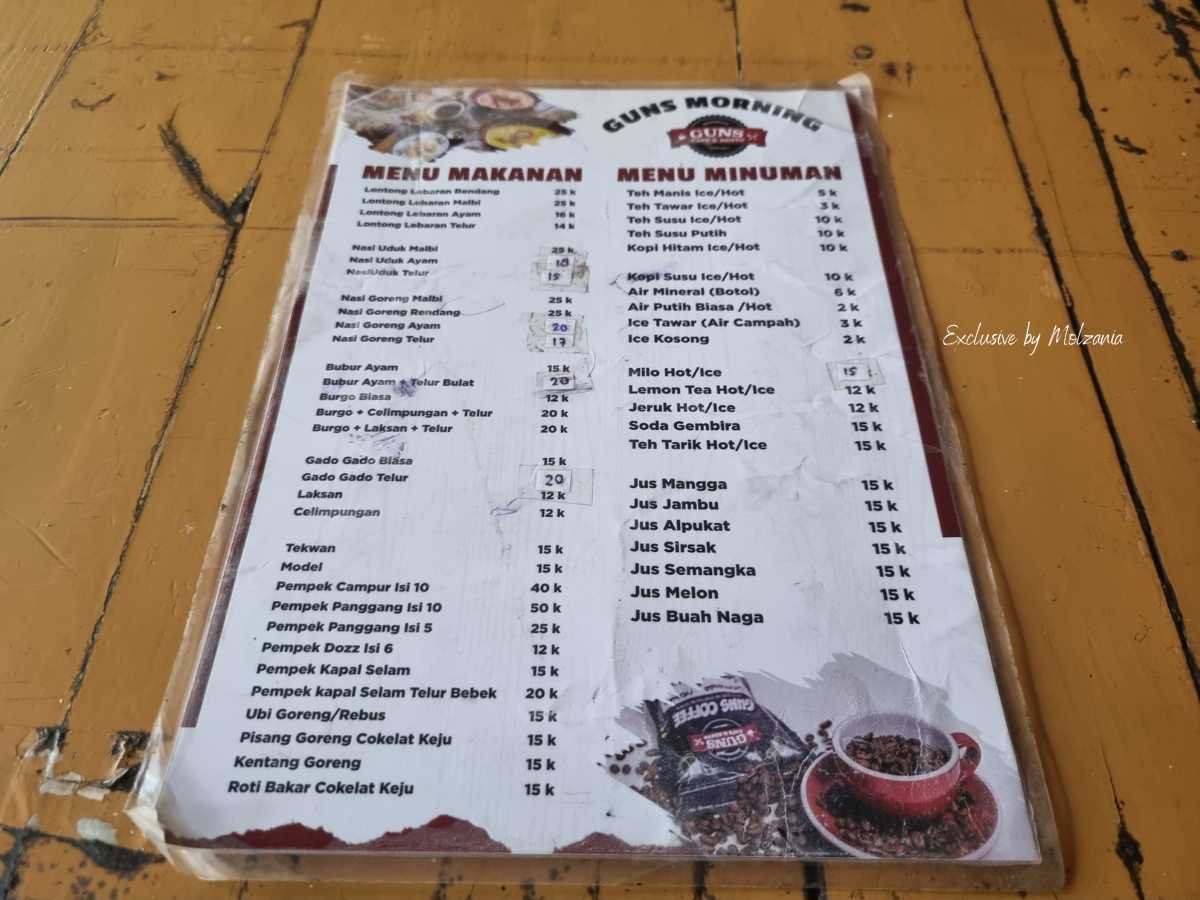 GUNS MORNING
GUNS
MENU MAKANAN
Lontong Lebaran Rendang 25 k
Lontong Lebaran Malbi 25 k
Lontong Lebaran Ayam 16 k
Lontong Lebaran Telur 14 k
Nasi Uduk Malbi 25 k
Nasi Uduk Ayam 18
NasiUduk Telur 15
Nasi Goreng Malbi 25 k
Nasi Goreng Rendang 25 k
Nasi Goreng Ayam 20
Nasi Goreng Telur 17
Bubur Ayam 15 k
Bubur Ayam + Telur Bulat 20
Burgo Biasa 12 k
Burgo + Celimpungan + Telur 20 k
Burgo + Laksan + Telur 20 k
Gado Gado Biasa 15 k
Gado Gado Telur 20
Laksan 12 k
Celimpungan 12 k
Tekwan 15 k
Model 15 k
Pempek Campur Isi 10 40 k
Pempek Panggang Isi 10 50 k
Pempek Panggang Isi 5 25 k
Pempek Dozz Isi 6 12 k
Pempek Kapal Selam 15 k
Pempek kapal Selam Telur Bebek 20 k
Ubi Goreng/Rebus 15 k
Pisang Goreng Cokelat Keju 15 k
Kentang Goreng 15 k
Roti Bakar Cokelat Keju 15 k
MENU MINUMAN
Teh Manis Ice/Hot 5 k
Teh Tawar Ice/Hot 3 k
Teh Susu Ice/Hot 10 k
Teh Susu Putih 10 k
Kopi Hitam Ice/Hot 10 k
Kopi Susu Ice/Hot 10 k
Air Mineral (Botol) 6 k
Air Putih Biasa /Hot 2 k
Ice Tawar (Air Campah) 3 k
Ice Kosong 2 k
Milo Hot/Ice 15
Lemon Tea Hot/Ice 12 k
Jeruk Hot/Ice 12 k
Soda Gembira 15 k
Teh Tarik Hot/Ice 15 k
Jus Mangga 15 k
Jus Jambu 15 k
Jus Alpukat 15 k
Jus Sirsak 15 k
Jus Semangka 15 k
Jus Melon 15 k
Jus Buah Naga 15 k
GUNS COFFEE
GUNS
Exclusive by Molzania